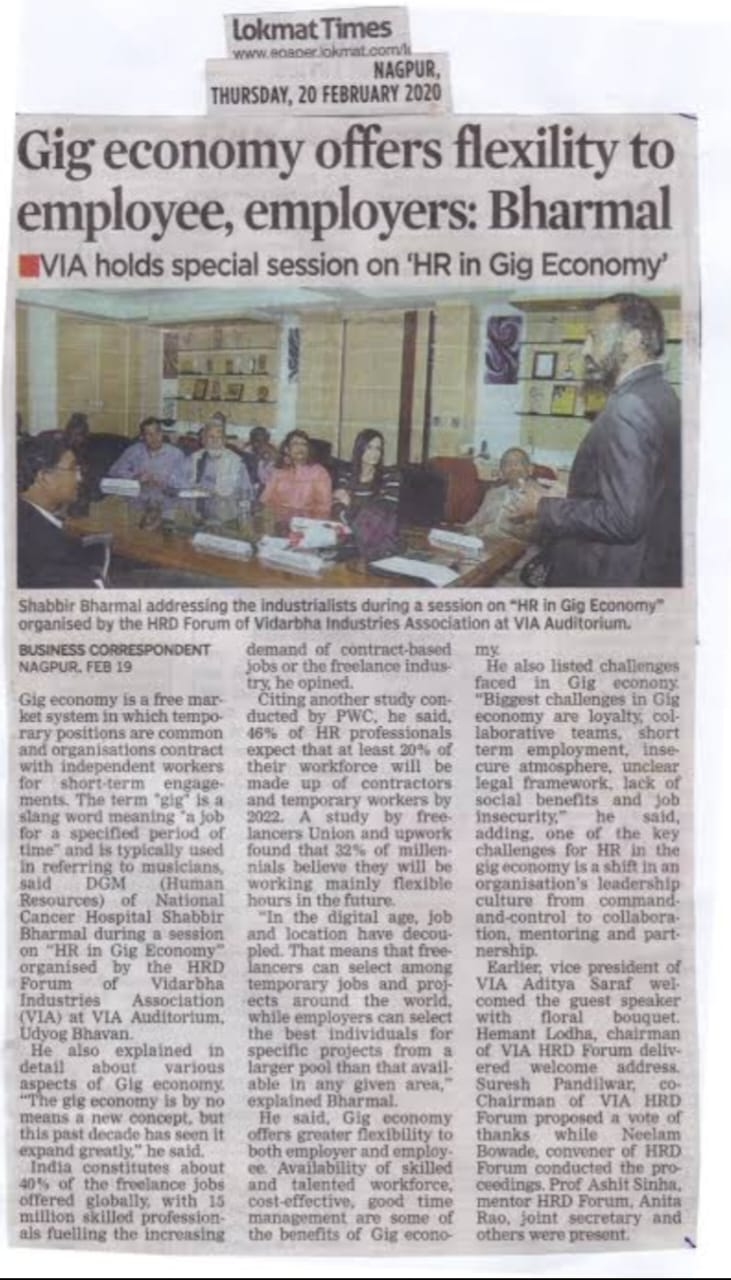 Lokmat Times
www.epaper.lokmat.com/l
NAGPUR,
THURSDAY, 20 FEBRUARY 2020
Gig economy offers flexility to
employee, employers: Bharmal
VIA holds special session on 'HR in Gig Economy'
Shabbir Bharmal addressing the industrialists during a session on "HR in Gig Economy"
organised by the HRD Forum of Vidarbha Industries Association at VIA Auditorium.
BUSINESS CORRESPONDENT
NAGPUR, FEB 19
Gig economy is a free mar-
ket system in which tempo-
rary positions are common
and organisations contract
with independent workers
for short-term engage-
ments. The term "gig" is a
slang word meaning "a job
for a specified period of
time" and is typically used
in referring to musicians,
said DGM (Human
Resources) of National
Cancer Hospital Shabbir
Bharmal during a session
on "HR in Gig Economy"
organised by the HRD
Forum of Vidarbha
Industries Association
(VIA) at VIA Auditorium,
Udyog Bhavan.
He also explained in
detail about various
aspects of Gig economy.
"The gig economy is by no
means a new concept, but
this past decade has seen it
expand greatly," he said.
India constitutes about
40% of the freelance jobs
offered globally, with 15
million skilled profession-
als fuelling the increasing
demand of contract-based
jobs or the freelance indus-
try, he opined.
Citing another study con-
ducted by PWC, he said,
46% of HR professionals
expect that at least 20% of
their workforce will be
made up of contractors
and temporary workers by
2022. A study by free-
lancers Union and upwork
found that 32% of millen-
nials believe they will be
working mainly flexible
hours in the future.
"In the digital age, job
and location have decou-
pled. That means that free-
lancers can select among
temporary jobs and proj-
ects around the world,
while employers can select
the best individuals for
specific projects from a
larger pool than that avail-
able in any given area,"
explained Bharmal.
He said, Gig economy
offers greater flexibility to
both employer and employ-
ee. Availability of skilled
and talented workforce,
cost-effective, good time
management are some of
the benefits of Gig econo-
my.
He also listed challenges
faced in Gig economy.
"Biggest challenges in Gig
economy are loyalty, col-
laborative teams, short
term employment, inse-
cure atmosphere, unclear
legal framework, lack of
social benefits and job
insecurity," he said,
adding, one of the key
challenges for HR in the
gig economy is a shift in an
organisation's leadership
culture from command-
and-control to collabora-
tion, mentoring and part-
nership.
Earlier, vice president of
VIA Aditya Saraf wel-
comed the guest speaker
with floral bouquet.
Hemant Lodha, chairman
of VIA HRD Forum deliv-
ered welcome address.
Suresh Pandilwar, co-
Chairman of VIA HRD
Forum proposed a vote of
thanks while Neelam
Bowade, convener of HRD
Forum conducted the pro-
ceedings. Prof Ashit Sinha,
mentor HRD Forum, Anita
Rao, joint secretary and
others were present.